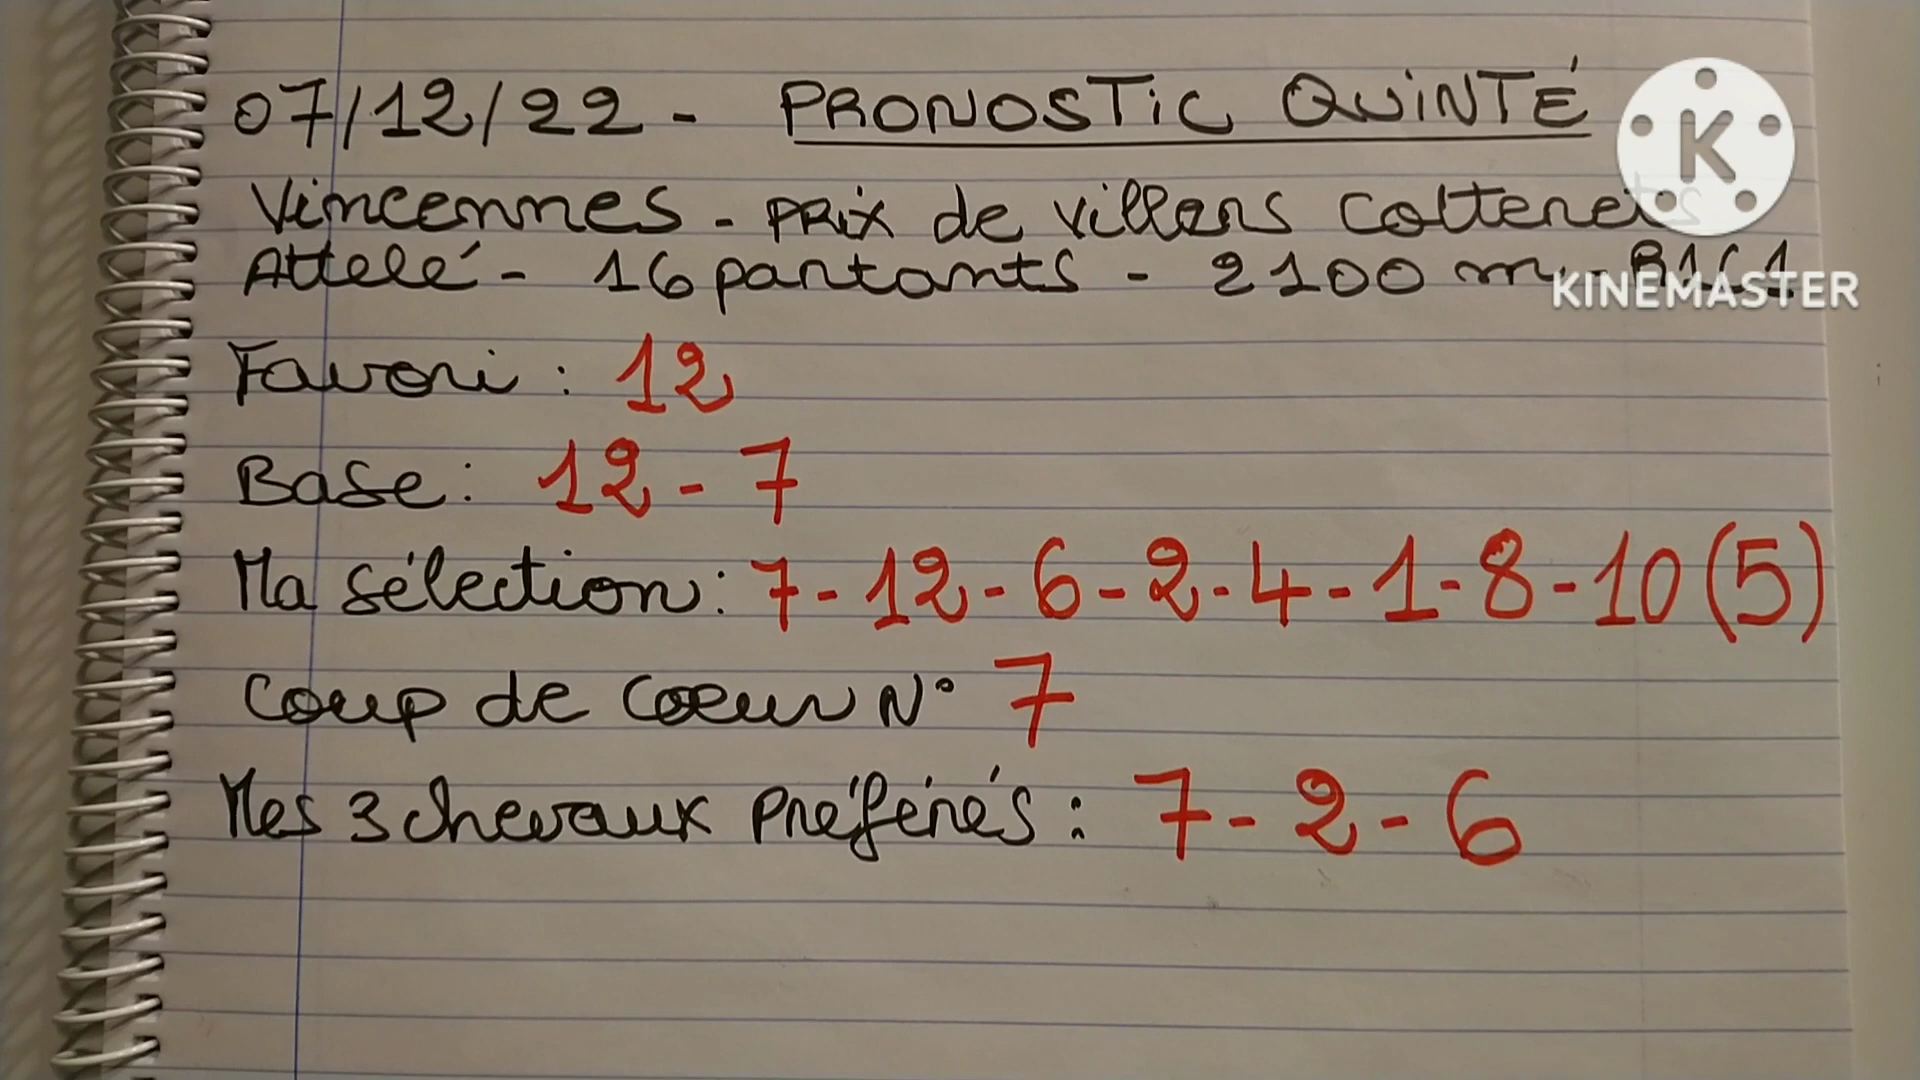 07/12/22 - PRONOSTIC QUINTÉ
Vincennes - PRix de Villers Cotterets
Attelé - 16 partants - 2100 m - R1C1
Favori : 12
Base : 12 - 7
Ma sélection : 7 - 12 - 6 - 2 - 4 - 1 - 8 - 10 (5)
Coup de coeur N° 7
Mes 3 chevaux préférés : 7 - 2 - 6
K
KINEMASTER